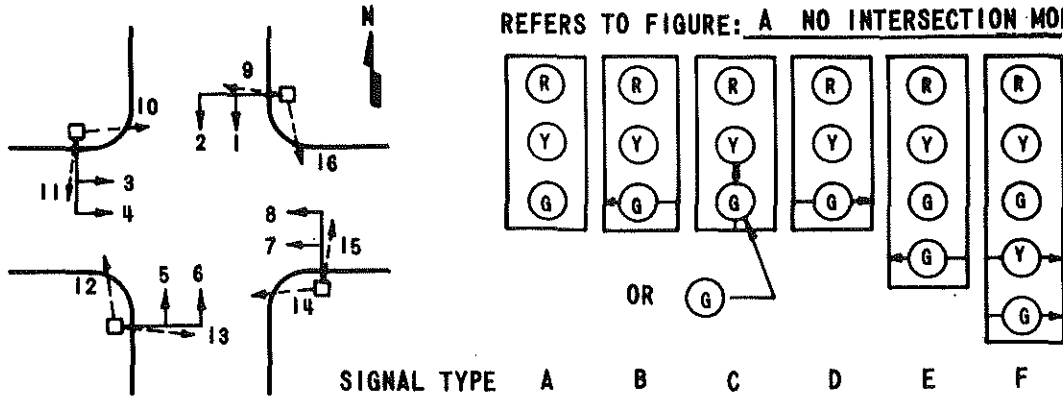 N
REFERS TO FIGURE: A NO INTERSECTION
9
10
2 1
16
11 3
4
R R R R R R
Y Y Y Y Y Y
G G G G G G
G Y
G
8
7 15
5 6
12
14
13
OR G
SIGNAL TYPE A B C D E F